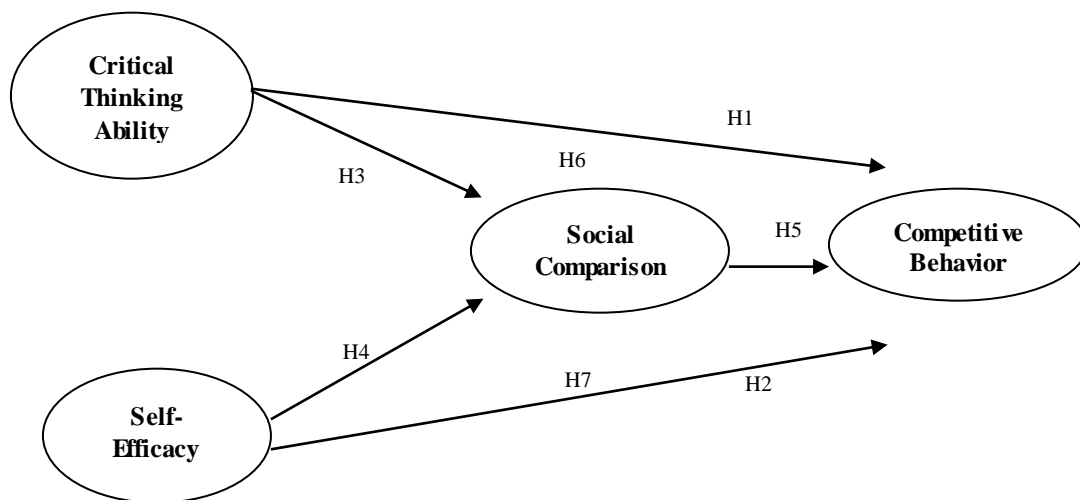 Critical
Thinking
Ability
H1
H6
H3
Social
Comparison
H5
Competitive
Behavior
H4
H7
H2
Self-
Efficacy